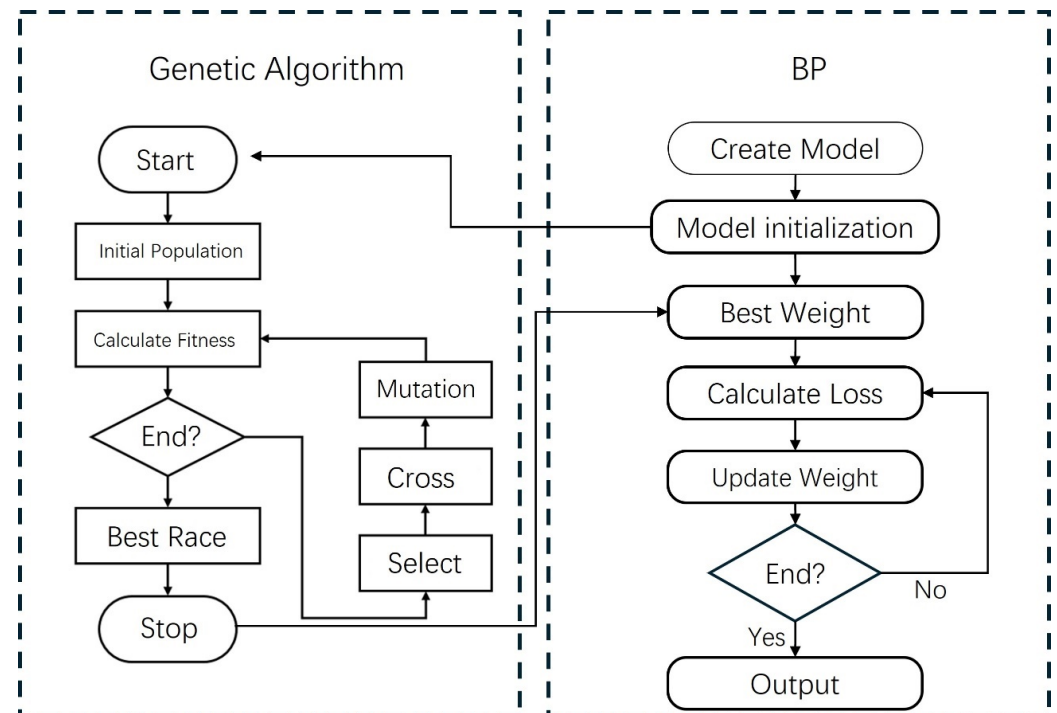 Genetic Algorithm
Start
Initial Population
Calculate Fitness
End?
Best Race
Stop
Mutation
Cross
Select
BP
Create Model
Model initialization
Best Weight
Calculate Loss
Update Weight
End?
No
Yes
Output